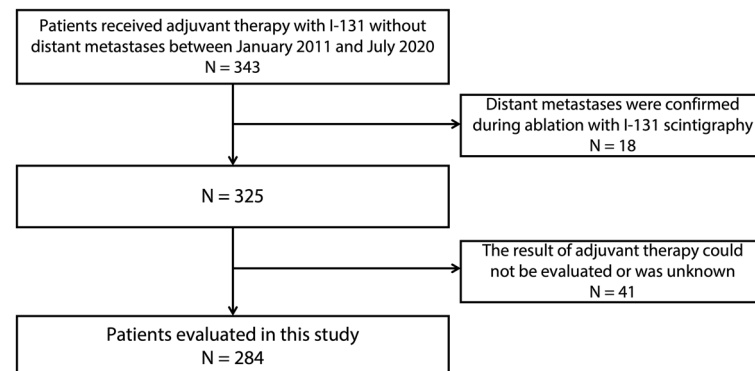 Patients received adjuvant therapy with I-131 without
distant metastases between January 2011 and July 2020
N = 343
Distant metastases were confirmed
during ablation with I-131 scintigraphy
N = 18
N = 325
The result of adjuvant therapy could
not be evaluated or was unknown
N = 41
Patients evaluated in this study
N = 284